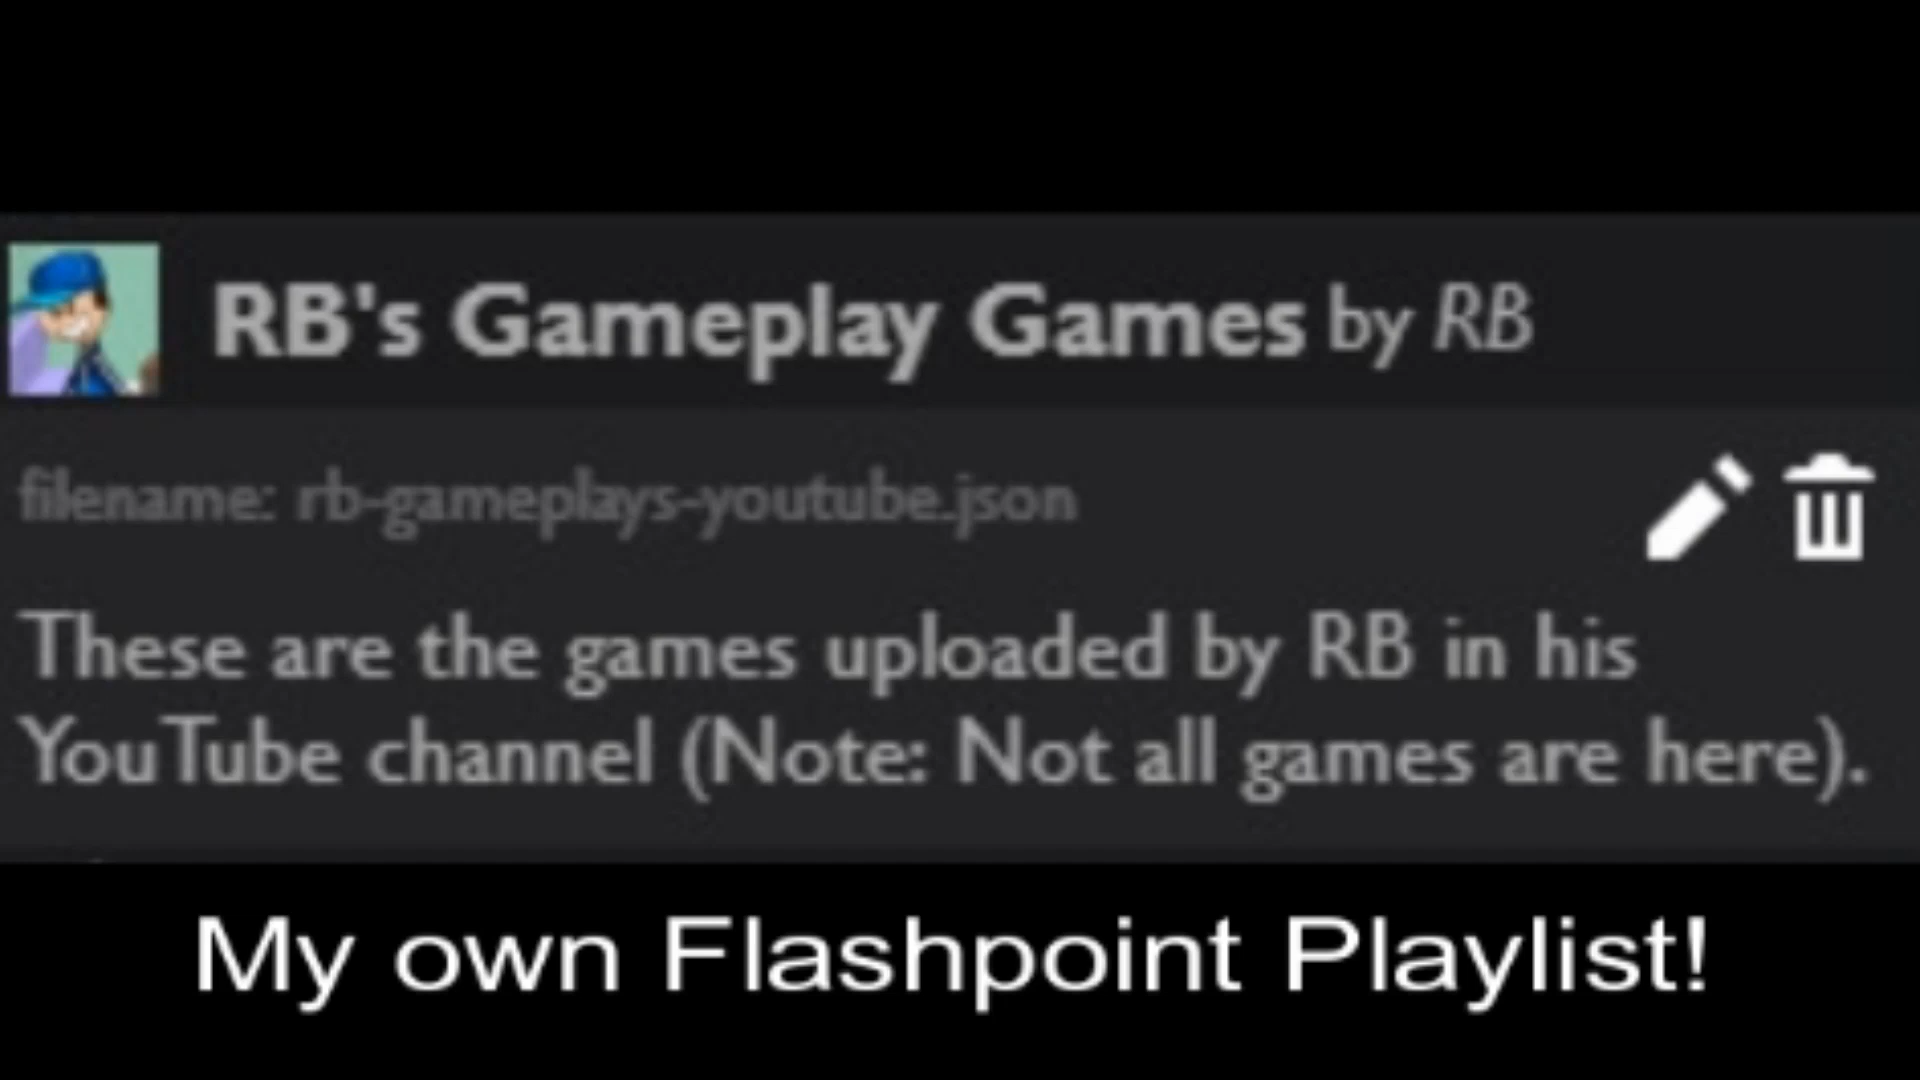 RB's Gameplay Games by RB
filename: rb-gameplays-youtube.json
These are the games uploaded by RB in his
YouTube channel (Note: Not all games are here).
My own Flashpoint Playlist!